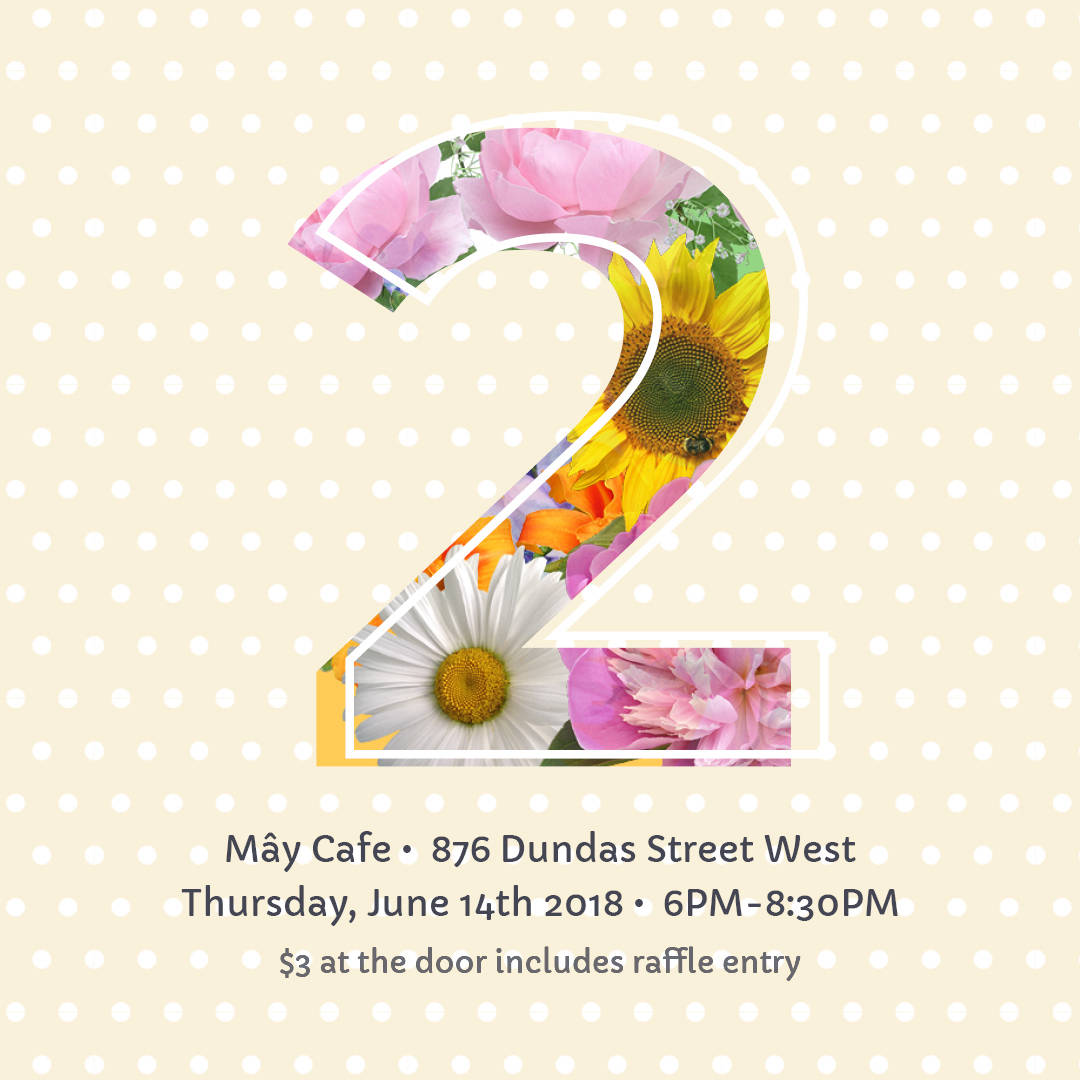 2
Mây Cafe • 876 Dundas Street West
Thursday, June 14th 2018 • 6PM-8:30PM
$3 at the door includes raffle entry